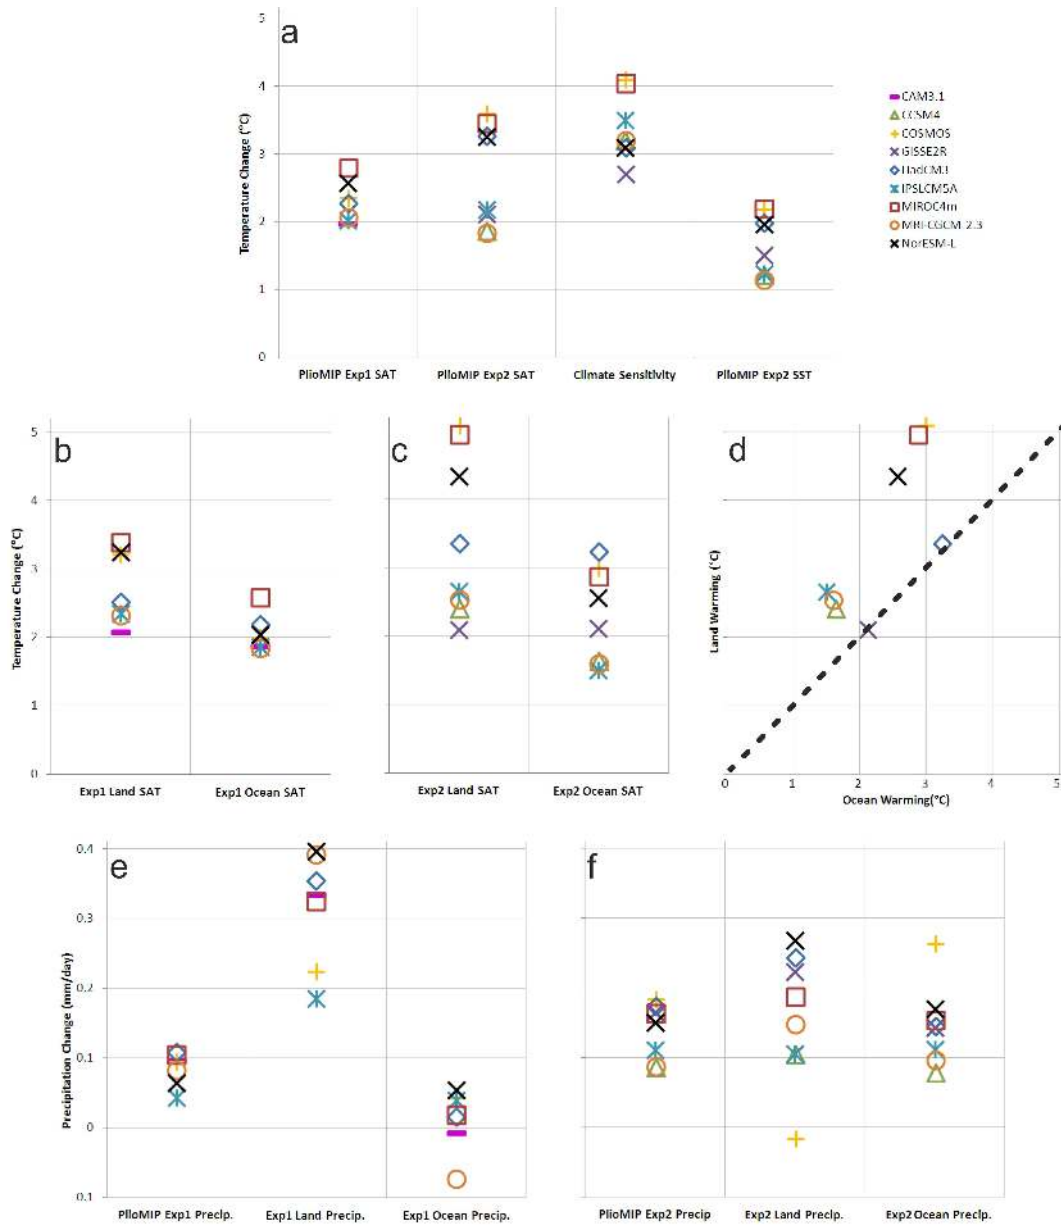 a
5
4
3
2
1
0
Temperature Change (°C)
PlioMIP Exp1 SAT
PlioMIP Exp2 SAT
Climate Sensitivity
PlioMIP Exp2 SST
CAM3.1
CCSM4
COSMOS
GISSE2R
HadCM3
IPSLCM5A
MIROC4m
MRI-CGCM 2.3
NorESM-L
b
c
d
5
4
3
2
1
0
Temperature Change (°C)
Exp1 Land SAT
Exp1 Ocean SAT
Exp2 Land SAT
Exp2 Ocean SAT
Land Warming (°C)
0 1 2 3 4 5
Ocean Warming(°C)
e
f
0.4
0.3
0.2
0.1
0
0.1
Precipitation Change (mm/day)
PlioMIP Exp1 Precip.
Exp1 Land Precip.
Exp1 Ocean Precip.
PlioMIP Exp2 Precip
Exp2 Land Precip.
Exp2 Ocean Precip.